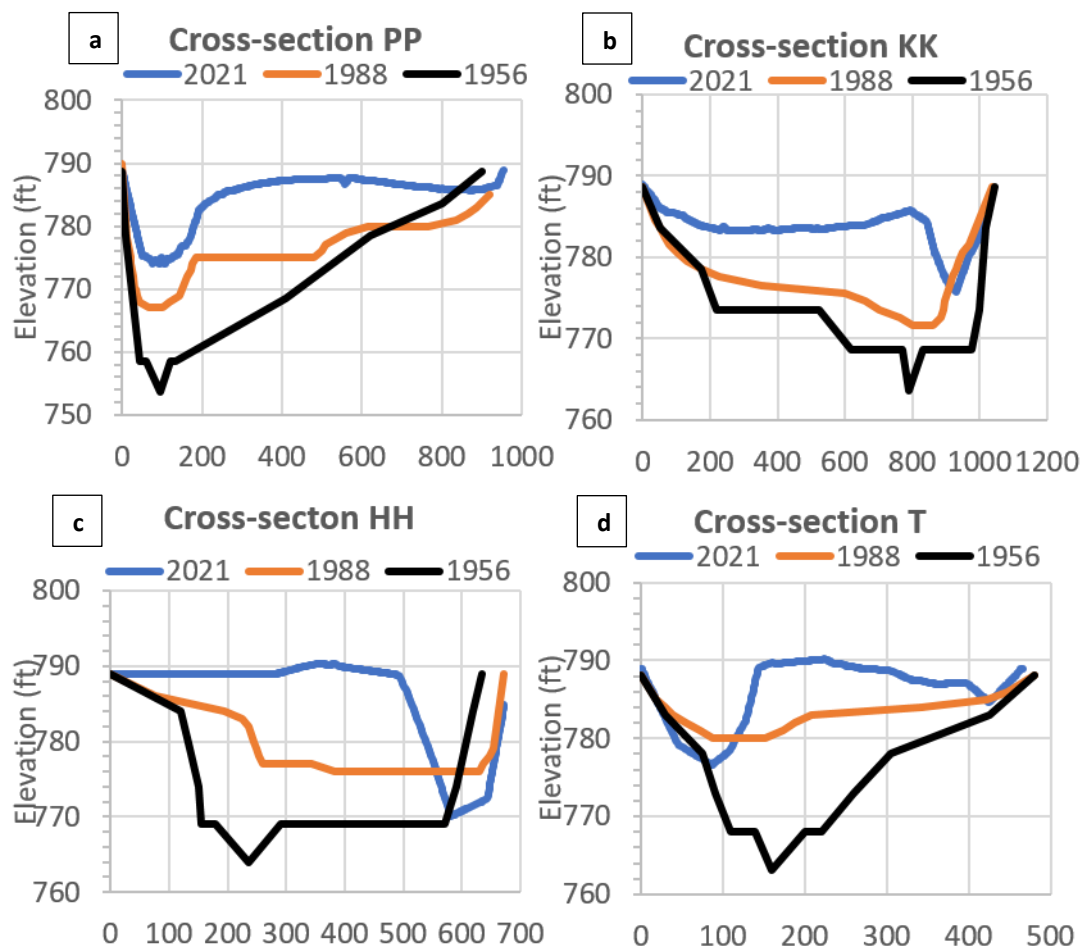 a
Cross-section PP
2021 1988 1956
800
790
780
770
760
750
Elevation (ft)
0 200 400 600 800 1000
b
Cross-section KK
2021 1988 1956
800
790
780
770
760
Elevation (ft)
0 200 400 600 800 1000 1200
c
Cross-secton HH
2021 1988 1956
800
790
780
770
760
Elevation (ft)
0 100 200 300 400 500 600 700
d
Cross-section T
2021 1988 1956
800
790
780
770
760
Elevation (ft)
0 100 200 300 400 500